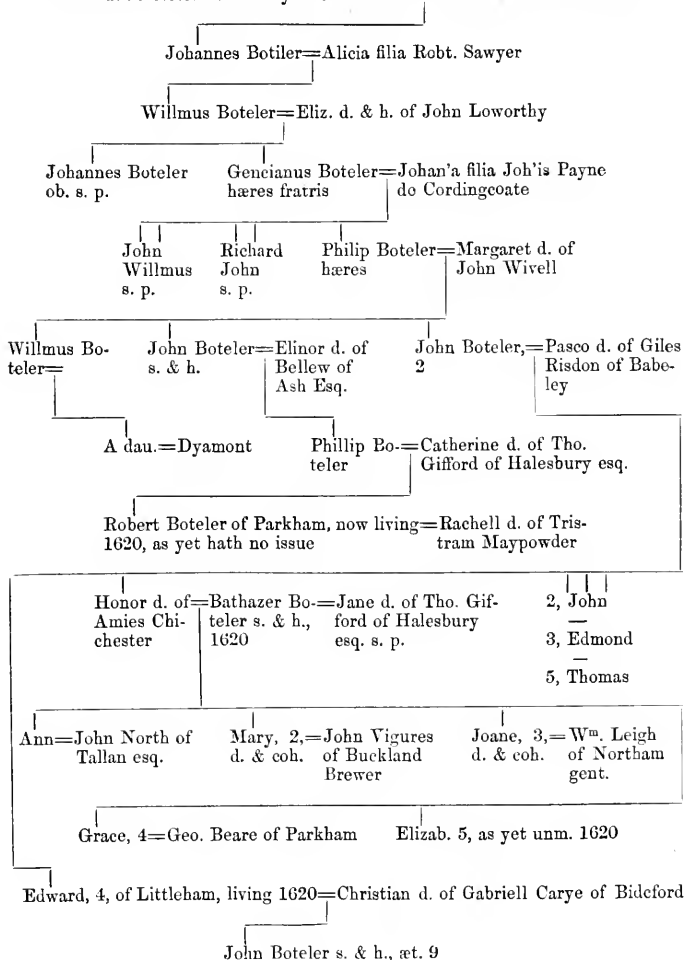 Johannes Botiler=Alicia filia Robt. Sawyer
Willmus Boteler=Eliz. d. & h. of John Loworthy
Johannes Boteler
ob. s. p.
Gencianus Boteler=Johan'a filia Joh'is Payne
hæres fratris
de Cordingcoate
John
Willmus
s. p.
Richard
John
s. p.
Philip Boteler=Margaret d. of
hæres
John Wivell
Willmus Bo-
teler=
John Boteler=Elinor d. of
s. & h.
Bellew of
Ash Esq.
John Boteler,=Pasco d. of Giles
2
Risdon of Babe-
ley
A dau.=Dyamont
Phillip Bo-=Catherine d. of Tho.
teler
Gifford of Halesbury esq.
Robert Boteler of Parkham, now living=Rachell d. of Tris-
1620, as yet hath no issue
tram Maypowder
Honor d. of=Bathazer Bo-=Jane d. of Tho. Gif-
Amies Chi-
teler s. & h.,
ford of Halesbury
chester
1620
esq. s. p.
2, John
—
3, Edmond
—
5, Thomas
Ann=John North of
Tallan esq.
Mary, 2,=John Vigures
d. & coh.
of Buckland
Brewer
Joane, 3,=Wm. Leigh
d. & coh.
of Northam
gent.
Grace, 4=Geo. Beare of Parkham
Elizab. 5, as yet unm. 1620
Edward, 4, of Littleham, living 1620=Christian d. of Gabriell Carye of Bideford
John Boteler s. & h., æt. 9